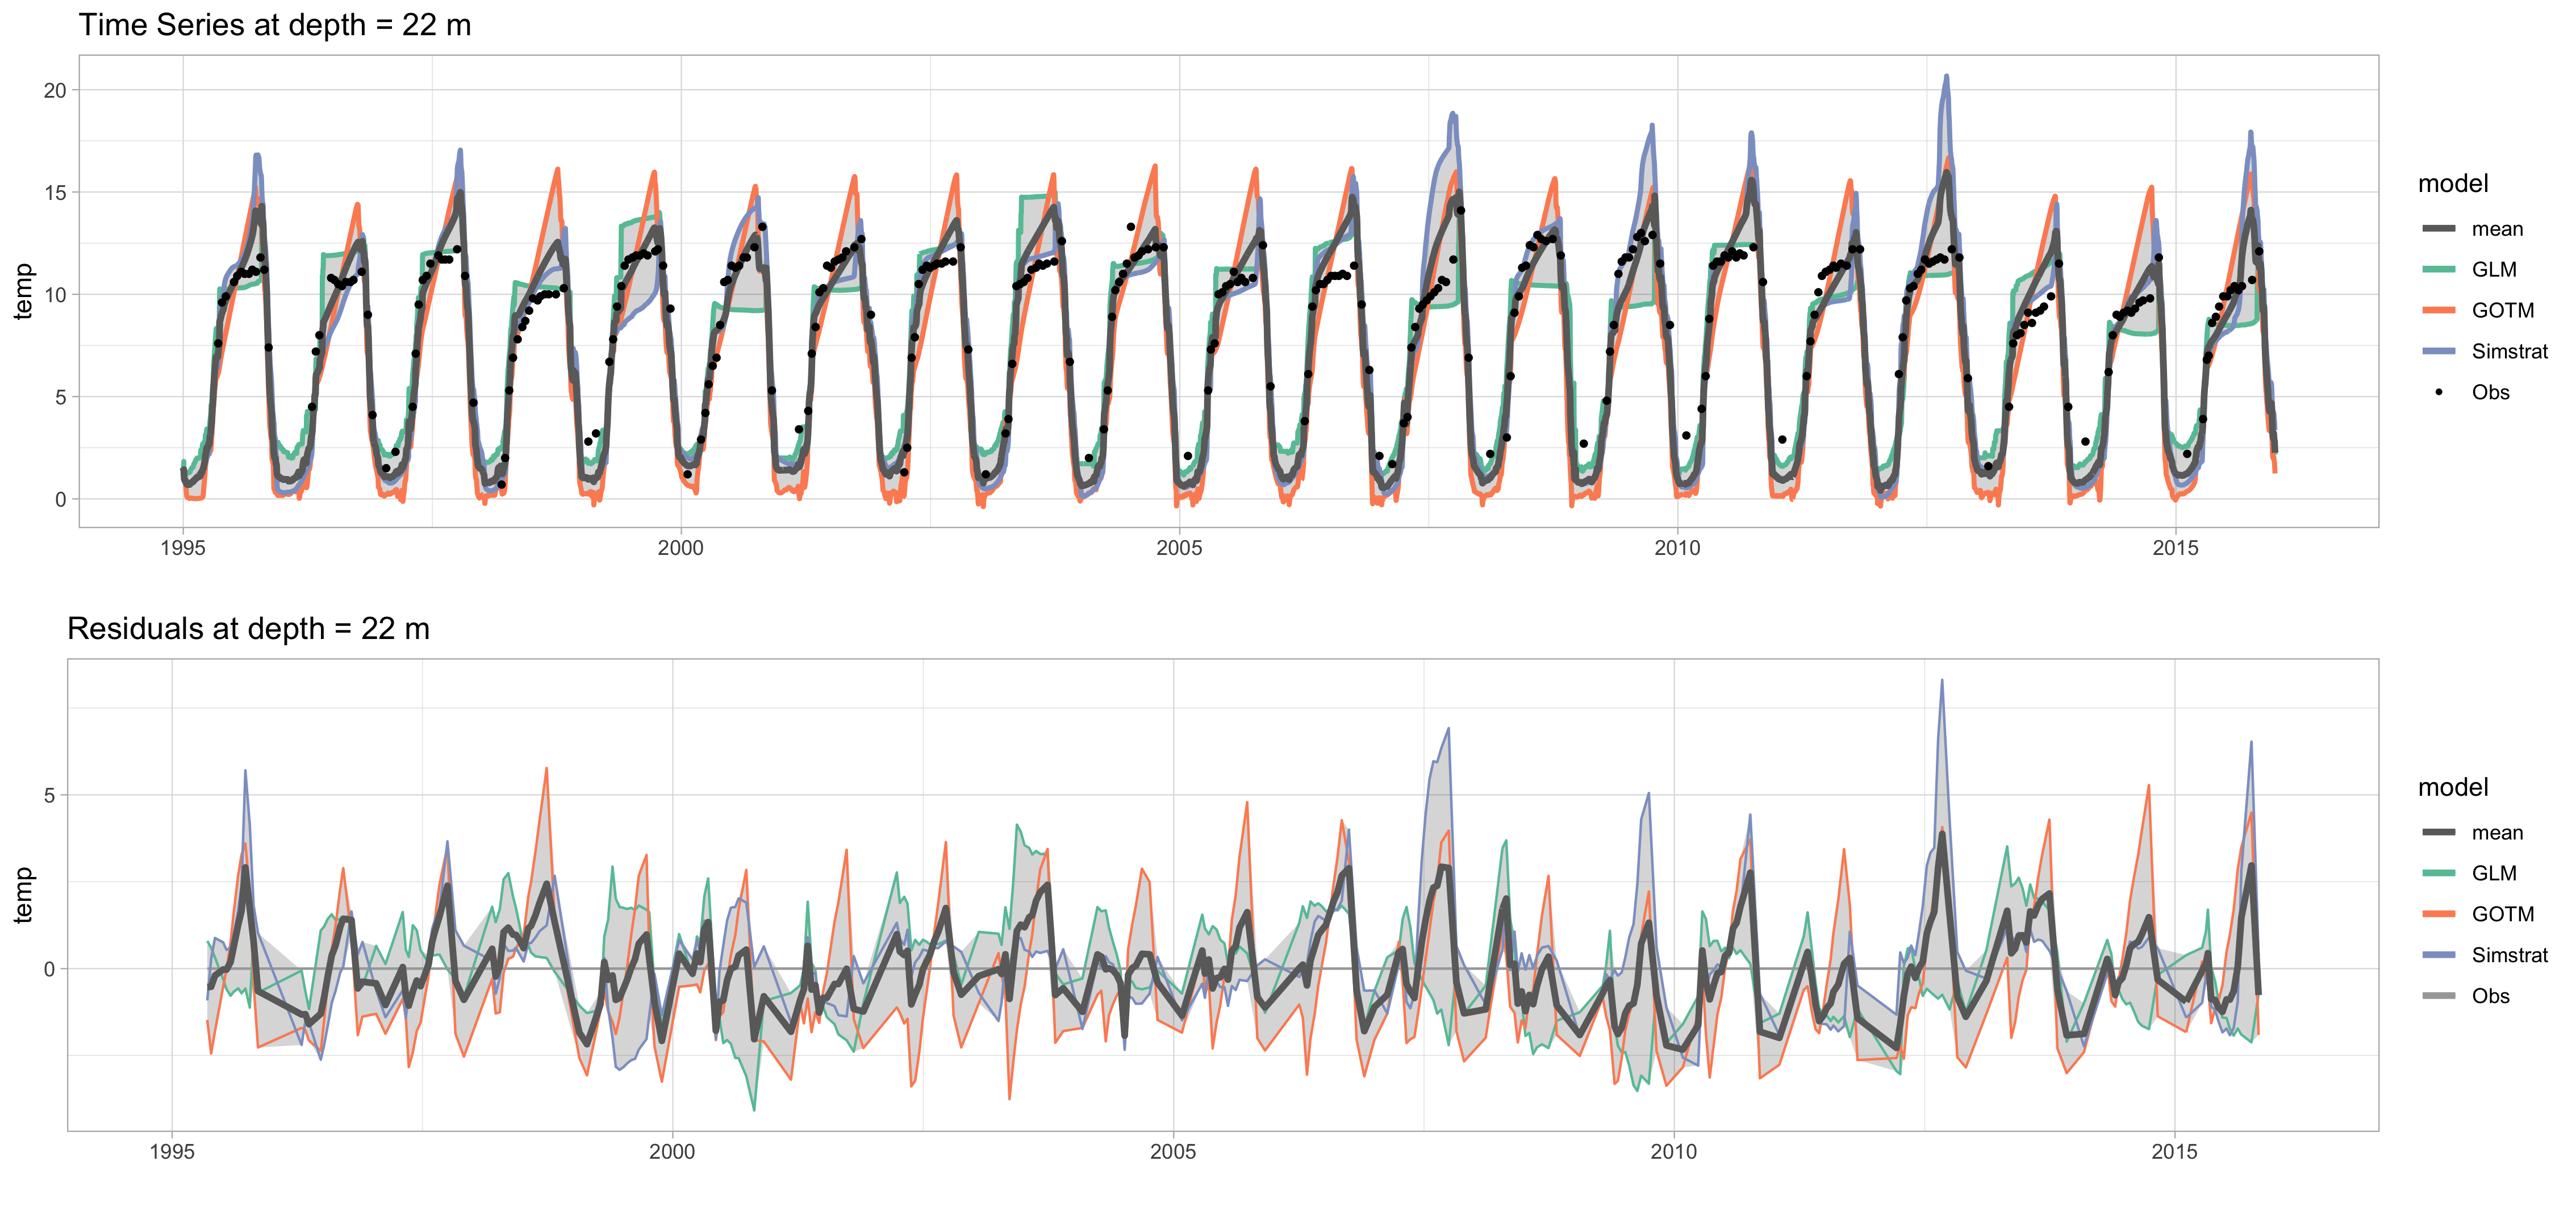 Time Series at depth = 22 m
temp
20
15
10
5
0
1995 2000 2005 2010 2015
model
mean
GLM
GOTM
Simstrat
Obs
Residuals at depth = 22 m
temp
5
0
1995 2000 2005 2010 2015
model
mean
GLM
GOTM
Simstrat
Obs